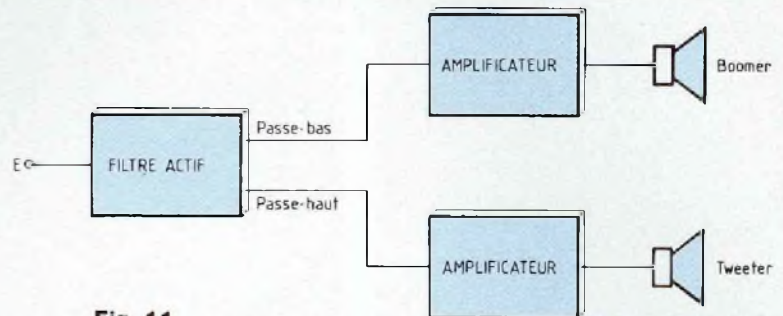 AMPLIFICATEUR
Boomer
Passe-bas
E
FILTRE ACTIF
Passe-haut
AMPLIFICATEUR
Tweeter
Fig. 11